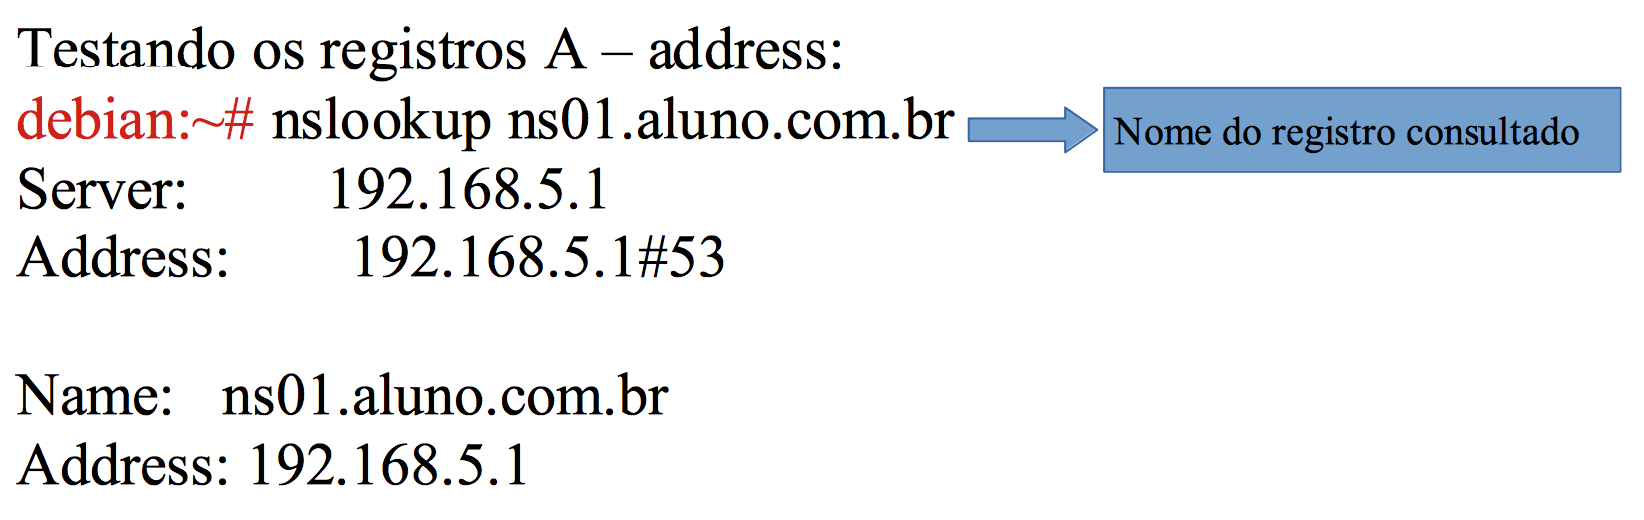 Testando os registros A – address:
debian:~# nslookup ns01.aluno.com.br
Nome do registro consultado
Server: 192.168.5.1
Address: 192.168.5.1#53
Name: ns01.aluno.com.br
Address: 192.168.5.1